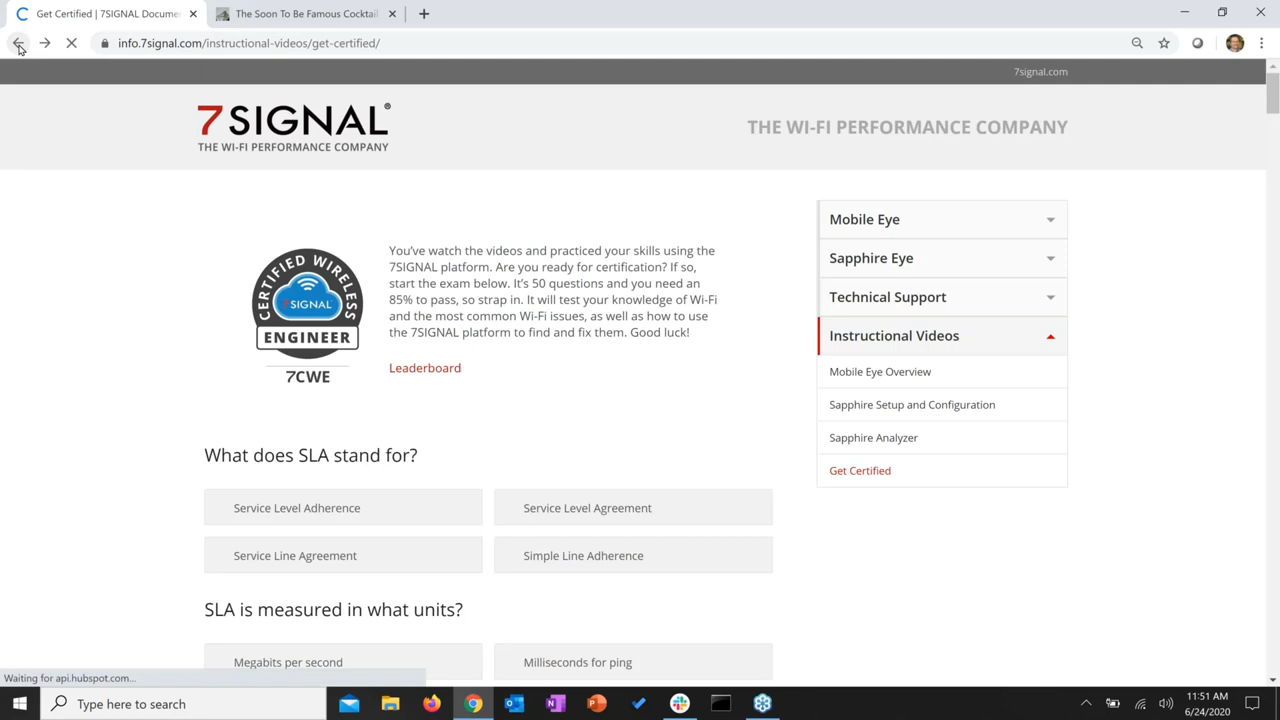 Get Certified | 7SIGNAL Docume
The Soon To Be Famous Cocktail
info.7signal.com/instructional-videos/get-certified/
7signal.com
7SIGNAL®
THE WI-FI PERFORMANCE COMPANY
THE WI-FI PERFORMANCE COMPANY
CERTIFIED WIRELESS
7SIGNAL
ENGINEER
7CWE
You've watch the videos and practiced your skills using the
7SIGNAL platform. Are you ready for certification? If so,
start the exam below. It's 50 questions and you need an
85% to pass, so strap in. It will test your knowledge of Wi-Fi
and the most common Wi-Fi issues, as well as how to use
the 7SIGNAL platform to find and fix them. Good luck!
Leaderboard
Mobile Eye
Sapphire Eye
Technical Support
Instructional Videos
Mobile Eye Overview
Sapphire Setup and Configuration
Sapphire Analyzer
Get Certified
What does SLA stand for?
Service Level Adherence
Service Level Agreement
Service Line Agreement
Simple Line Adherence
SLA is measured in what units?
Megabits per second
Milliseconds for ping
Waiting for api.hubspot.com...
Type here to search
11:51 AM
6/24/2020